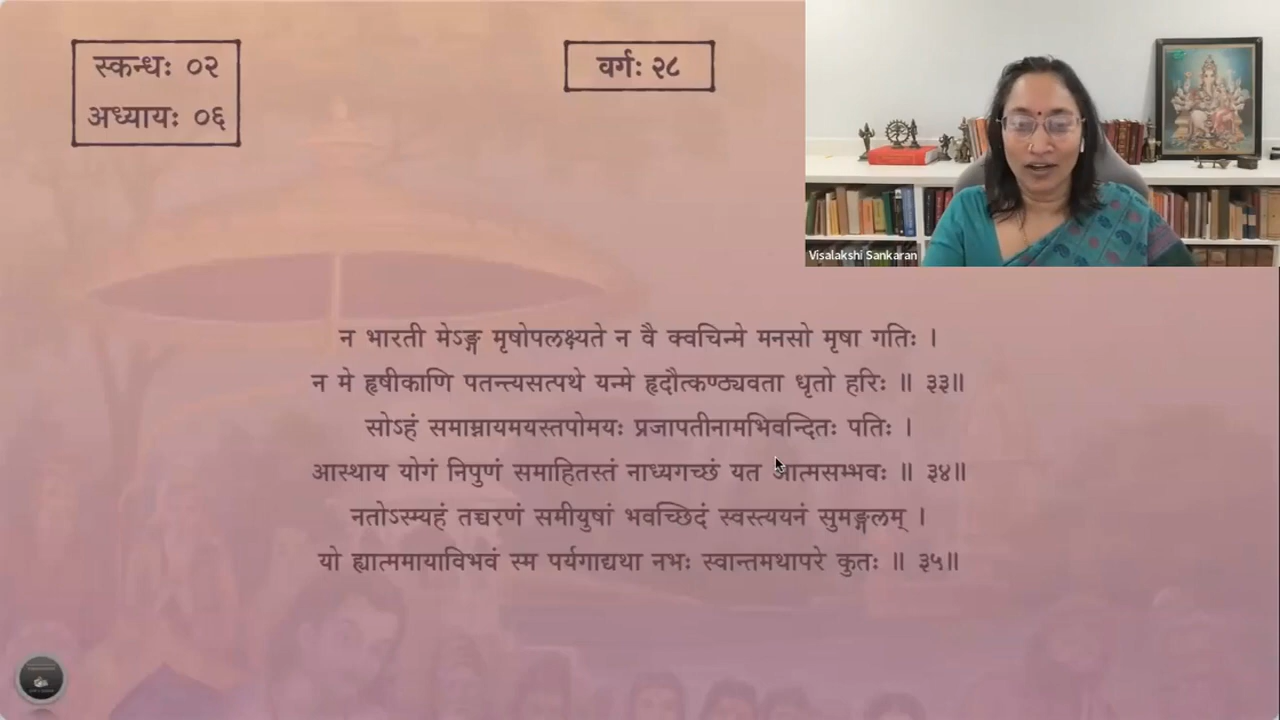 स्कन्धः ०२
अध्यायः ०६
वर्गः २८
Visalakshi Sankaran
न भारती मेऽङ्ग मृषोपलक्ष्यते न वै क्वचिन्मे मनसो मृषा गतिः ।
न मे हृषीकाणि पतन्त्यसत्पथे यन्मे हृदौत्कण्ठ्यवता धृतो हरिः ॥ ३३॥
सोऽहं समाम्नायमयस्तपोमयः प्रजापतीनामभिवन्दितः पतिः ।
आस्थाय योगं निपुणं समाहितस्तं नाध्यगच्छं यत आत्मसम्भवः ॥ ३४॥
नतोऽस्म्यहं तच्चरणं समीयुषां भवच्छिदं स्वस्त्ययनं सुमङ्गलम् ।
यो ह्यात्ममायाविभवं स्म पर्यगाद्यथा नभः स्वान्तमथापरे कुतः ॥ ३५॥